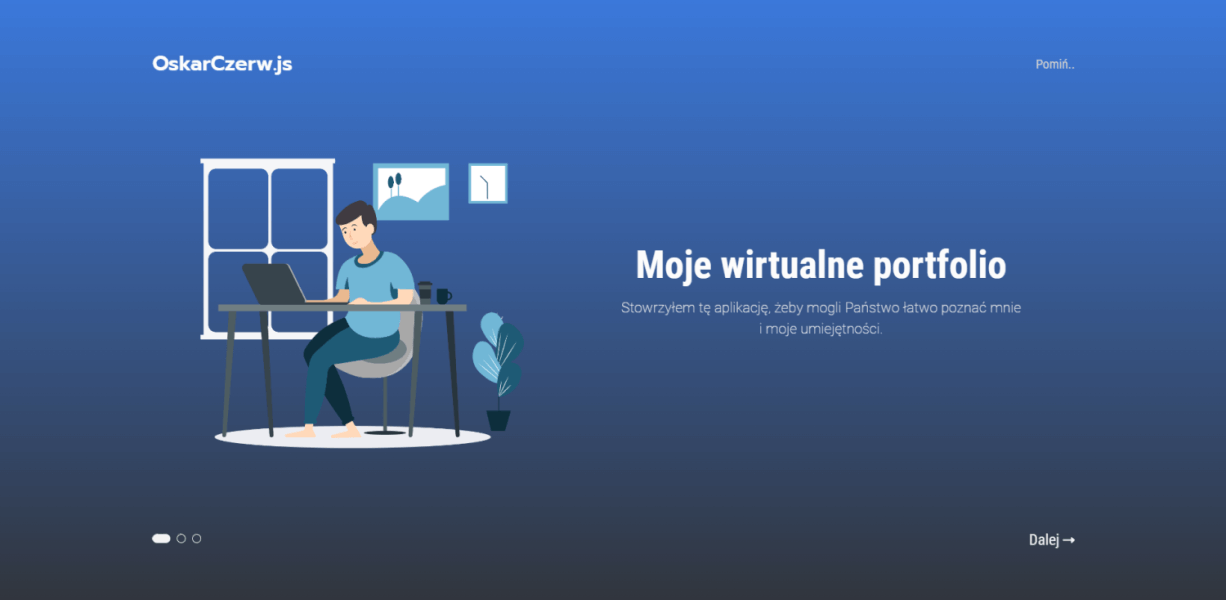 OskarCzerw.js
Pomiń..
Moje wirtualne portfolio
Stowrzyłem tę aplikację, żeby mogli Państwo łatwo poznać mnie
i moje umiejętności.
Dalej →